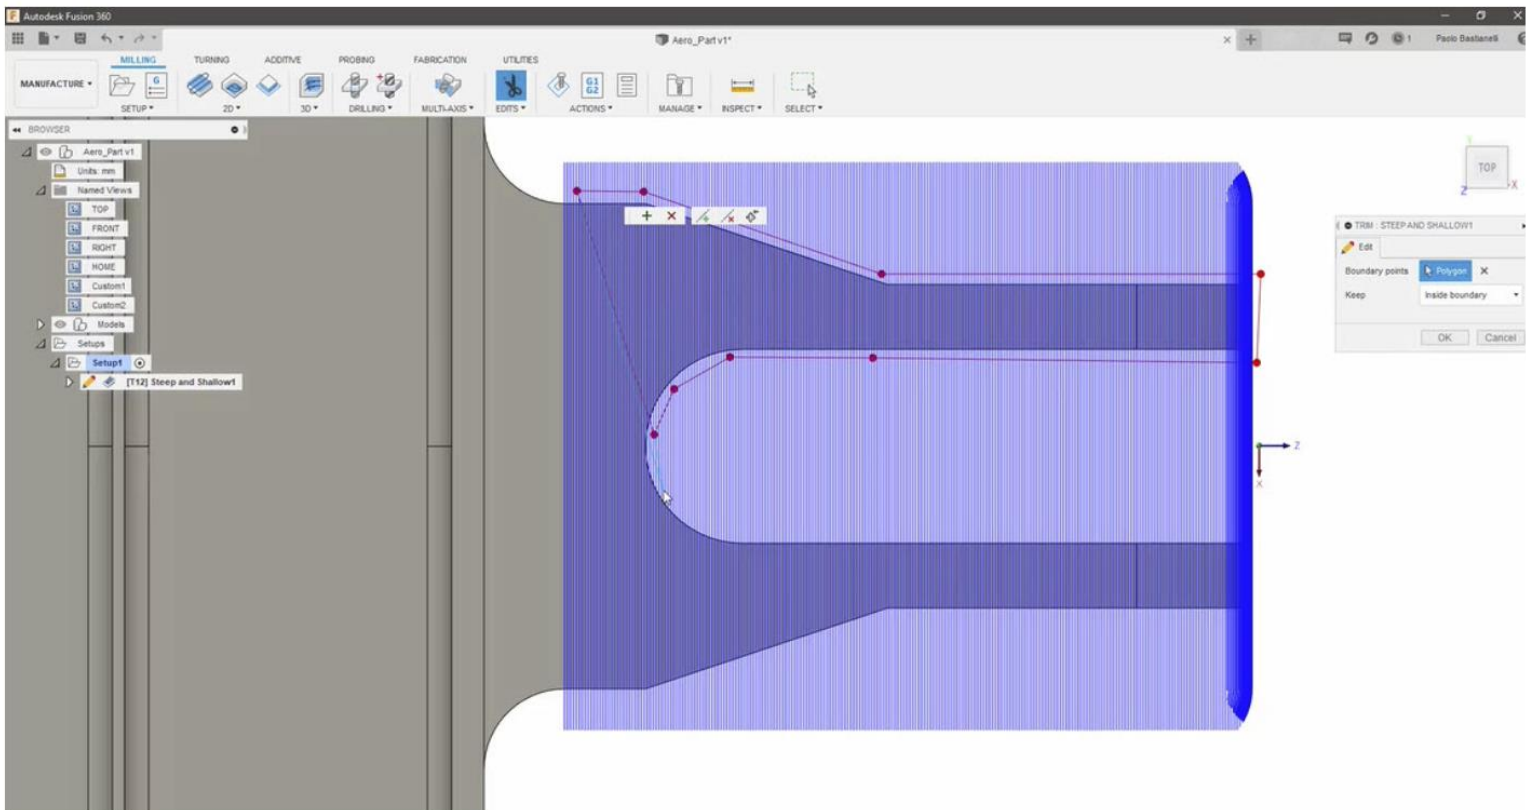 Autodesk Fusion 360
Aero_Part v1*
1
Paolo Bastianelli
MILLING
TURNING
ADDITIVE
PROBING
FABRICATION
UTILITIES
MANUFACTURE
G
G1
G2
SETUP
2D
3D
DRILLING
MULTI-AXIS
EDITS
ACTIONS
MANAGE
INSPECT
SELECT
BROWSER
Aero_Part v1
Units: mm
Named Views
TOP
FRONT
RIGHT
HOME
Custom1
Custom2
Models
Setups
Setup1
[T12] Steep and Shallow1
TOP
Z
X
TRIM : STEEP AND SHALLOW1
Edit
Boundary points
Polygon
Keep
Inside boundary
OK
Cancel
Z
X